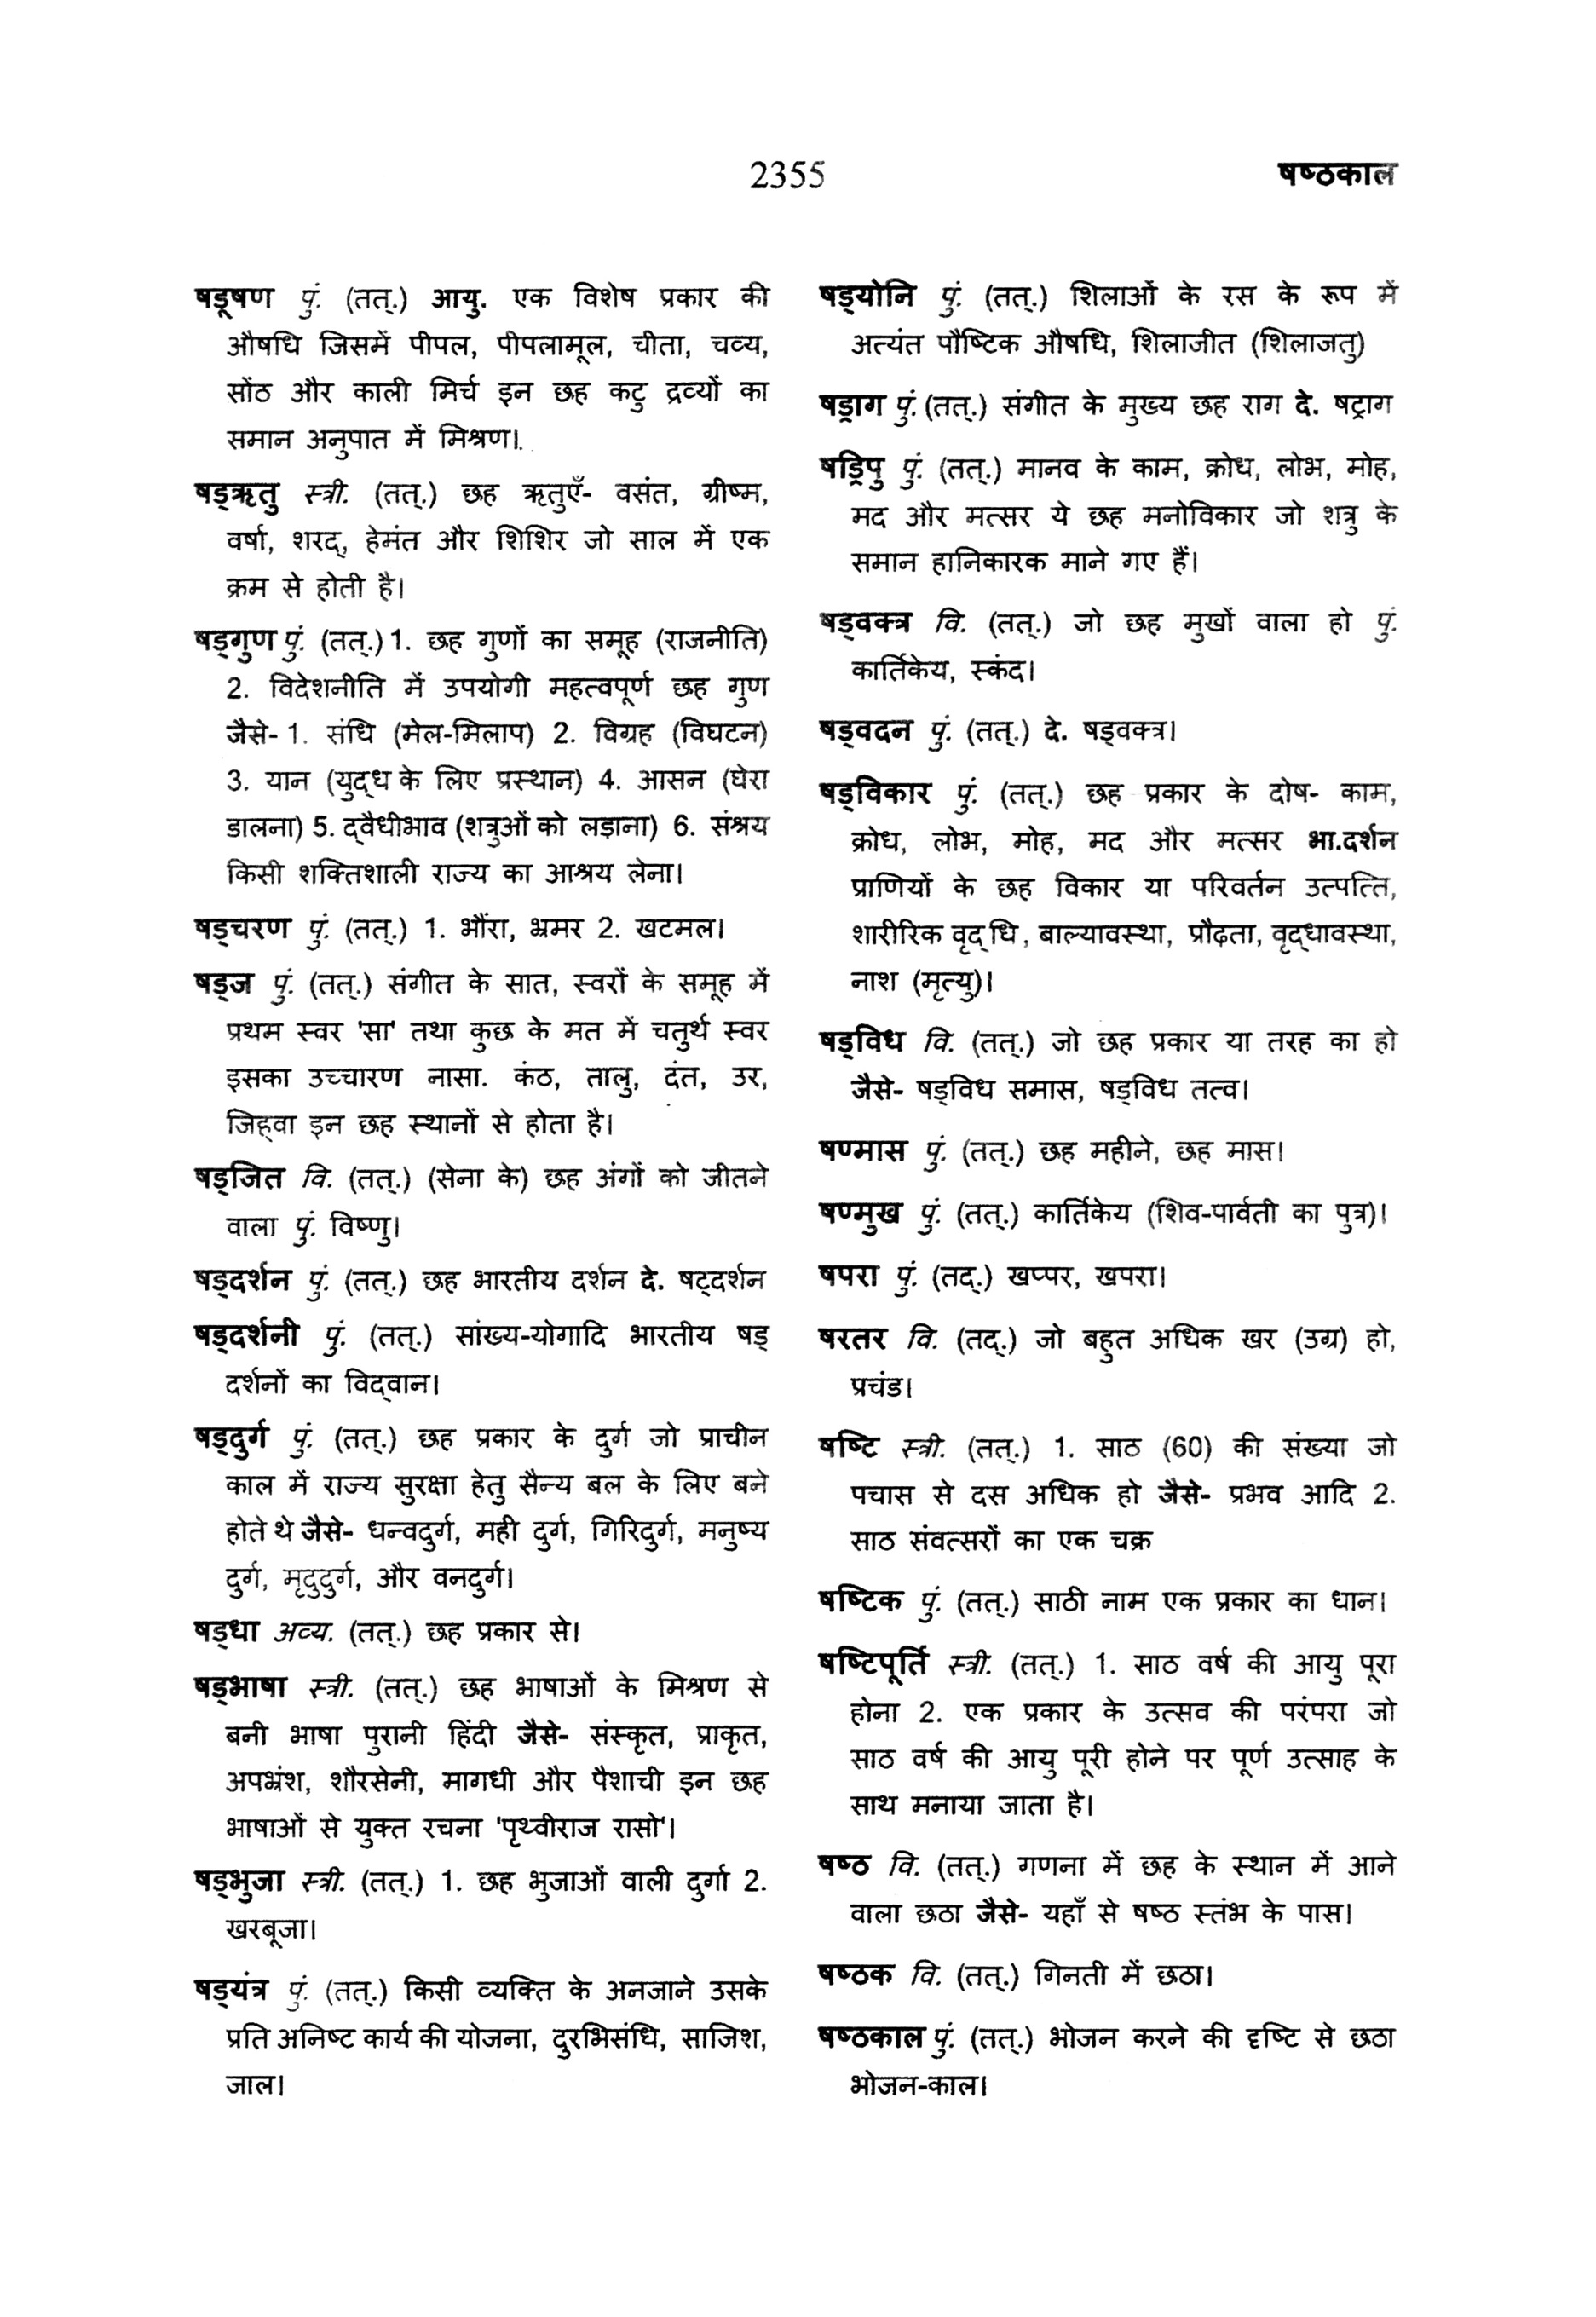 2355
षष्ठकाल
षडूषण पुं. (तत्.) आयु. एक विशेष प्रकार की
औषधि जिसमें पीपल, पीपलामूल, चीता, चव्य,
सोंठ और काली मिर्च इन छह कटु द्रव्यों का
समान अनुपात में मिश्रण।
षड्ऋतु स्त्री. (तत्.) छह ऋतुएँ- वसंत, ग्रीष्म,
वर्षा, शरद्, हेमंत और शिशिर जो साल में एक
क्रम से होती है।
षड्गुण पुं. (तत्.) 1. छह गुणों का समूह (राजनीति)
2. विदेशनीति में उपयोगी महत्वपूर्ण छह गुण
जैसे- 1. संधि (मेल-मिलाप) 2. विग्रह (विघटन)
3. यान (युद्ध के लिए प्रस्थान) 4. आसन (घेरा
डालना) 5. द्वैधीभाव (शत्रुओं को लड़ाना) 6. संश्रय
किसी शक्तिशाली राज्य का आश्रय लेना।
षड्चरण पुं. (तत्.) 1. भौंरा, भ्रमर 2. खटमल।
षड्ज पुं. (तत्.) संगीत के सात, स्वरों के समूह में
प्रथम स्वर 'सा' तथा कुछ के मत में चतुर्थ स्वर
इसका उच्चारण नासा. कंठ, तालु, दंत, उर,
जिह्वा इन छह स्थानों से होता है।
षड्जित वि. (तत्.) (सेना के) छह अंगों को जीतने
वाला पुं. विष्णु।
षड्दर्शन पुं. (तत्.) छह भारतीय दर्शन दे. षट्दर्शन
षड्दर्शनी पुं. (तत्.) सांख्य-योगादि भारतीय षड्
दर्शनों का विद्वान।
षड्दुर्ग पुं. (तत्.) छह प्रकार के दुर्ग जो प्राचीन
काल में राज्य सुरक्षा हेतु सैन्य बल के लिए बने
होते थे जैसे- धन्वदुर्ग, मही दुर्ग, गिरिदुर्ग, मनुष्य
दुर्ग, मृदुदुर्ग, और वनदुर्ग।
षड्धा अव्य. (तत्.) छह प्रकार से।
षड्भाषा स्त्री. (तत्.) छह भाषाओं के मिश्रण से
बनी भाषा पुरानी हिंदी जैसे- संस्कृत, प्राकृत,
अपभ्रंश, शौरसेनी, मागधी और पैशाची इन छह
भाषाओं से युक्त रचना 'पृथ्वीराज रासो'।
षड्भुजा स्त्री. (तत्.) 1. छह भुजाओं वाली दुर्गा 2.
खरबूजा।
षड्यंत्र पुं. (तत्.) किसी व्यक्ति के अनजाने उसके
प्रति अनिष्ट कार्य की योजना, दुरभिसंधि, साजिश,
जाल।
षड्योनि पुं. (तत्.) शिलाओं के रस के रूप में
अत्यंत पौष्टिक औषधि, शिलाजीत (शिलाजतु)
षड्राग पुं. (तत्.) संगीत के मुख्य छह राग दे. षट्राग
षड्रिपु पुं. (तत्.) मानव के काम, क्रोध, लोभ, मोह,
मद और मत्सर ये छह मनोविकार जो शत्रु के
समान हानिकारक माने गए हैं।
षड्वक्त्र वि. (तत्.) जो छह मुखों वाला हो पुं.
कार्तिकेय, स्कंद।
षड्वदन पुं. (तत्.) दे. षड्वक्त्र।
षड्विकार पुं. (तत्.) छह प्रकार के दोष- काम,
क्रोध, लोभ, मोह, मद और मत्सर भा.दर्शन
प्राणियों के छह विकार या परिवर्तन उत्पत्ति,
शारीरिक वृद्धि, बाल्यावस्था, प्रौढ़ता, वृद्धावस्था,
नाश (मृत्यु)।
षड्विध वि. (तत्.) जो छह प्रकार या तरह का हो
जैसे- षड्विध समास, षड्विध तत्व।
षण्मास पुं. (तत्.) छह महीने, छह मास।
षण्मुख पुं. (तत्.) कार्तिकेय (शिव-पार्वती का पुत्र)।
षपरा पुं. (तद्.) खप्पर, खपरा।
षरतर वि. (तद्.) जो बहुत अधिक खर (उग्र) हो,
प्रचंड।
षष्टि स्त्री. (तत्.) 1. साठ (60) की संख्या जो
पचास से दस अधिक हो जैसे- प्रभव आदि 2.
साठ संवत्सरों का एक चक्र
षष्टिक पुं. (तत्.) साठी नाम एक प्रकार का धान।
षष्टिपूर्ति स्त्री. (तत्.) 1. साठ वर्ष की आयु पूरा
होना 2. एक प्रकार के उत्सव की परंपरा जो
साठ वर्ष की आयु पूरी होने पर पूर्ण उत्साह के
साथ मनाया जाता है।
षष्ठ वि. (तत्.) गणना में छह के स्थान में आने
वाला छठा जैसे- यहाँ से षष्ठ स्तंभ के पास।
षष्ठक वि. (तत्.) गिनती में छठा।
षष्ठकाल पुं. (तत्.) भोजन करने की दृष्टि से छठा
भोजन-काल।